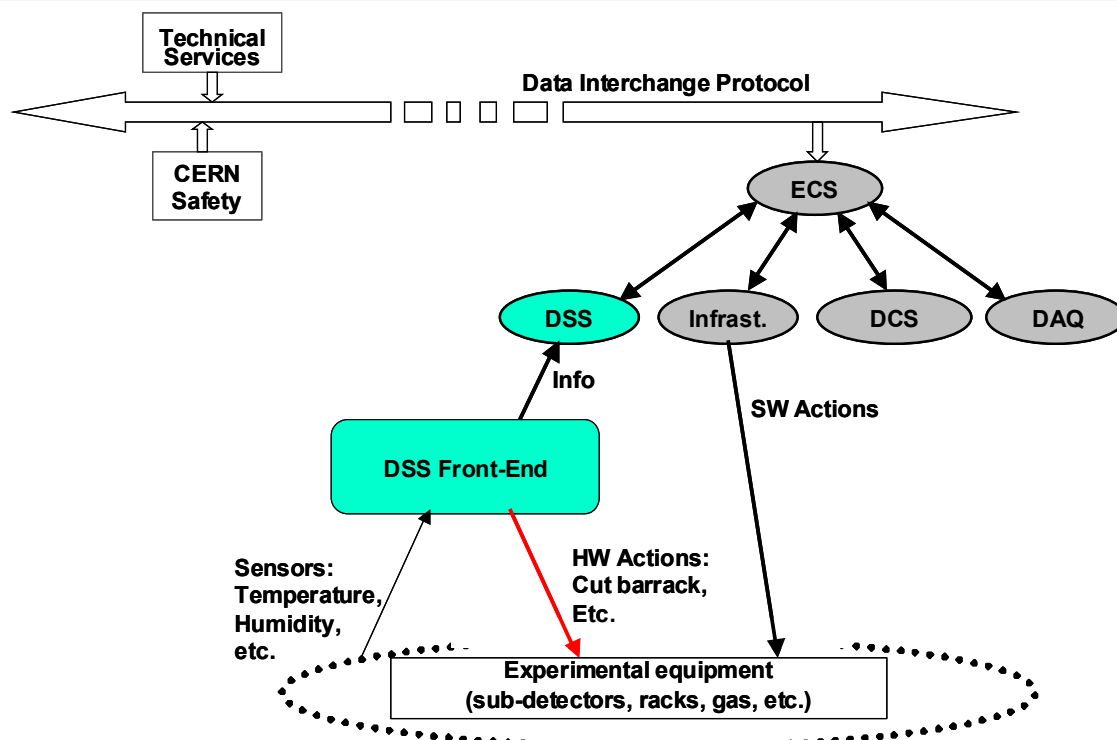 Technical
Services
Data Interchange Protocol
CERN
Safety
ECS
DSS
Infrast.
DCS
DAQ
Info
SW Actions
DSS Front-End
Sensors:
Temperature,
Humidity,
etc.
HW Actions:
Cut barrack,
Etc.
Experimental equipment
(sub-detectors, racks, gas, etc.)